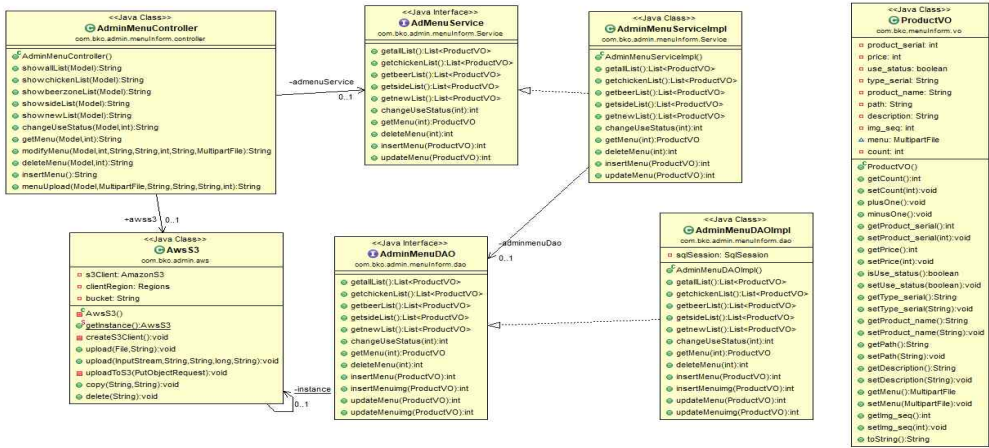 <<Java Class>>
AdminMenuController
com.bko.admin.menuInform.controller
AdminMenuController()
showallList(Model):String
showchickenList(Model):String
showbeerzoneList(Model):String
showsideList(Model):String
shownewList(Model):String
changeUseStatus(Model,int):String
getMenu(Model,int):String
modifyMenu(Model,int,String,String,int,String,MultipartFile):String
deleteMenu(Model,int):String
insertMenu():String
menuUpload(Model,MultipartFile,String,String,String,int):String
-admenuService
0..1
<<Java Interface>>
AdMenuService
com.bko.admin.menuInform.Service
getallList():List<ProductVO>
getchickenList():List<ProductVO>
getbeerList():List<ProductVO>
getsideList():List<ProductVO>
getnewList():List<ProductVO>
changeUseStatus(int):int
getMenu(int):ProductVO
deleteMenu(int):int
insertMenu(ProductVO):int
updateMenu(ProductVO):int
<<Java Class>>
AdminMenuServiceImpl
com.bko.admin.menuInform.Service
AdminMenuServiceImpl()
getallList():List<ProductVO>
getchickenList():List<ProductVO>
getbeerList():List<ProductVO>
getsideList():List<ProductVO>
getnewList():List<ProductVO>
changeUseStatus(int):int
getMenu(int):ProductVO
deleteMenu(int):int
insertMenu(ProductVO):int
updateMenu(ProductVO):int
<<Java Class>>
ProductVO
com.bko.menuInform.vo
product_serial: int
price: int
use_status: boolean
type_serial: String
product_name: String
path: String
description: String
img_seq: int
menu: MultipartFile
count: int
ProductVO()
getCount():int
setCount(int):void
plusOne():void
minusOne():void
getProduct_serial():int
setProduct_serial(int):void
getPrice():int
setPrice(int):void
isUse_status():boolean
setUse_status(boolean):void
getType_serial():String
setType_serial(String):void
getProduct_name():String
setProduct_name(String):void
getPath():String
setPath(String):void
getDescription():String
setDescription(String):void
getMenu():MultipartFile
setMenu(MultipartFile):void
getImg_seq():int
setImg_seq(int):void
toString():String
+awss3
0..1
<<Java Class>>
AwsS3
com.bko.admin.aws
s3Client: AmazonS3
clientRegion: Regions
bucket: String
AwsS3()
getInstance():AwsS3
createS3Client():void
upload(File,String):void
upload(InputStream,String,String,long,String):void
uploadToS3(PutObjectRequest):void
copy(String,String):void
delete(String):void
-instance
0..1
<<Java Interface>>
AdminMenuDAO
com.bko.admin.menuInform.dao
getallList():List<ProductVO>
getchickenList():List<ProductVO>
getbeerList():List<ProductVO>
getsideList():List<ProductVO>
getnewList():List<ProductVO>
changeUseStatus(int):int
getMenu(int):ProductVO
deleteMenu(int):int
insertMenu(ProductVO):int
insertMenuimg(ProductVO):int
updateMenu(ProductVO):int
updateMenuimg(ProductVO):int
-adminmenuDao
0..1
<<Java Class>>
AdminMenuDAOImpl
com.bko.admin.menuInform.dao
sqlSession: SqlSession
AdminMenuDAOImpl()
getallList():List<ProductVO>
getchickenList():List<ProductVO>
getbeerList():List<ProductVO>
getsideList():List<ProductVO>
getnewList():List<ProductVO>
changeUseStatus(int):int
getMenu(int):ProductVO
deleteMenu(int):int
insertMenu(ProductVO):int
insertMenuimg(ProductVO):int
updateMenu(ProductVO):int
updateMenuimg(ProductVO):int